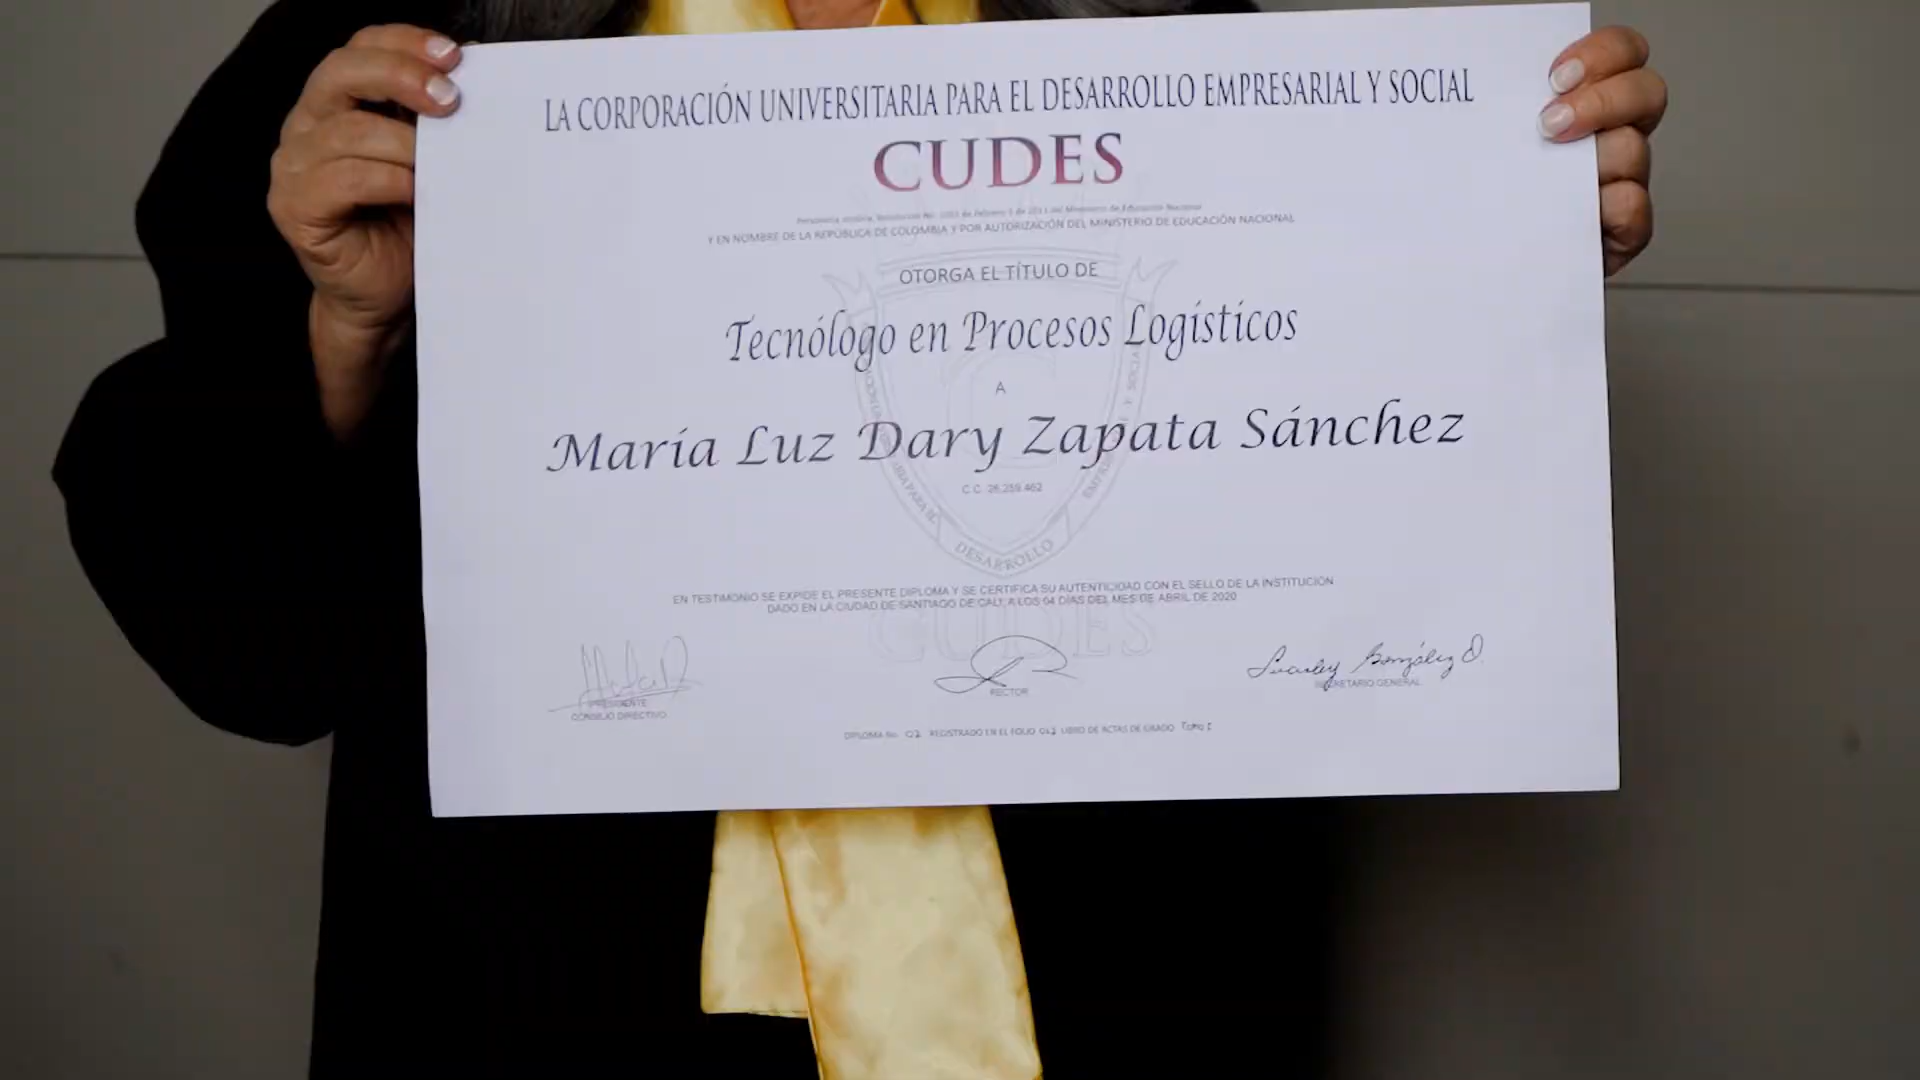 LA CORPORACIÓN UNIVERSITARIA PARA EL DESARROLLO EMPRESARIAL Y SOCIAL
CUDES
Y EN NOMBRE DE LA REPÚBLICA DE COLOMBIA Y POR AUTORIZACIÓN DEL MINISTERIO DE EDUCACIÓN NACIONAL
OTORGA EL TÍTULO DE
Tecnólogo en Procesos Logísticos
A
María Luz Dary Zapata Sánchez
C.C. 26.259.462
DESARROLLO
EN TESTIMONIO SE EXPIDE EL PRESENTE DIPLOMA Y SE CERTIFICA SU AUTENTICIDAD CON EL SELLO DE LA INSTITUCIÓN
DADO EN LA CIUDAD DE SANTIAGO DE CALI, A LOS 04 DÍAS DEL MES DE ABRIL DE 2020
CUDES
PRESIDENTE
CONSEJO DIRECTIVO
RECTOR
González
SECRETARIO GENERAL
DIPLOMA No. REGISTRADO EN EL FOLIO LIBRO DE ACTAS DE GRADO Tomo I